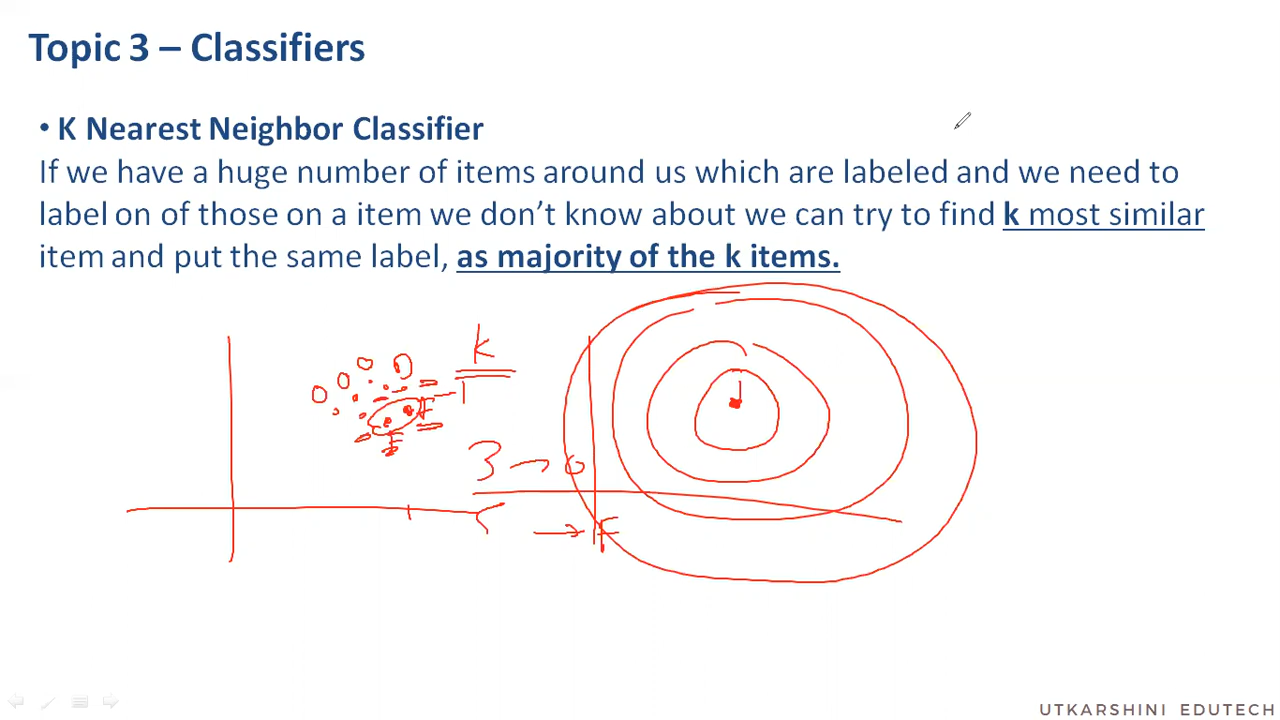 Topic 3 – Classifiers
• K Nearest Neighbor Classifier
If we have a huge number of items around us which are labeled and we need to
label on of those on a item we don't know about we can try to find k most similar
item and put the same label, as majority of the k items.
k
3 → 0
5 → F
UTKARSHINI EDUTECH